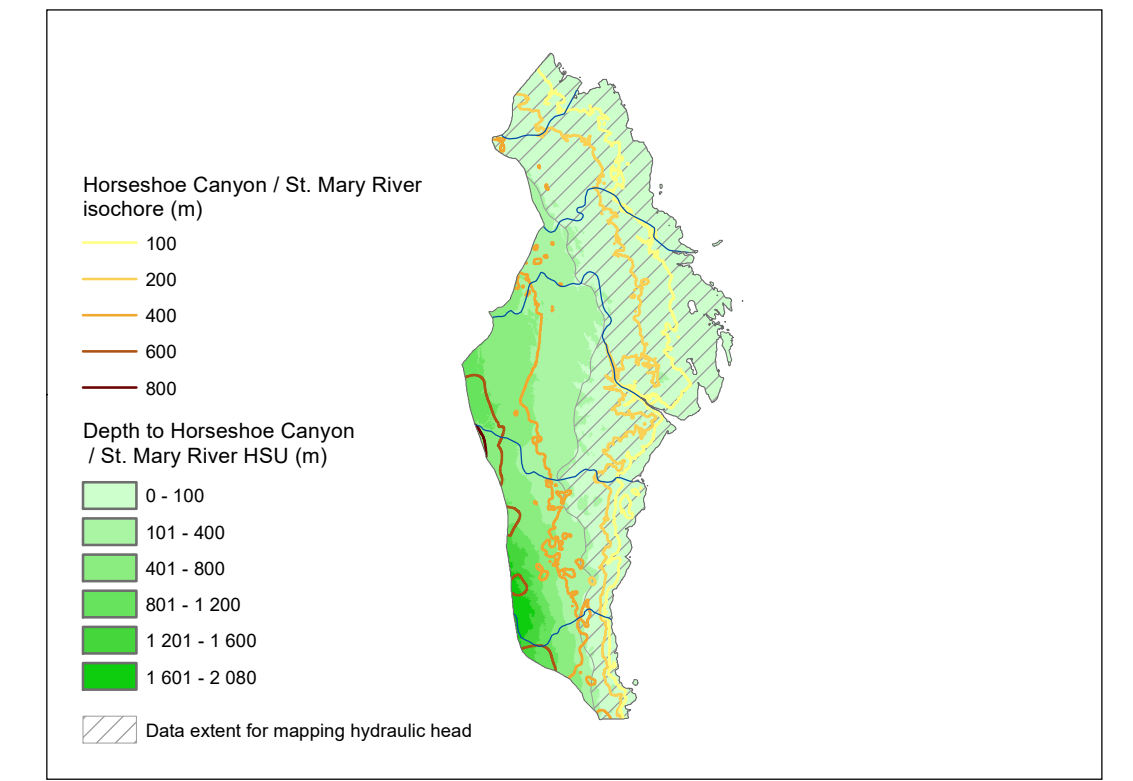 Horseshoe Canyon / St. Mary River
isochore (m)
100
200
400
600
800
Depth to Horseshoe Canyon
/ St. Mary River HSU (m)
0 - 100
101 - 400
401 - 800
801 - 1 200
1 201 - 1 600
1 601 - 2 080
Data extent for mapping hydraulic head